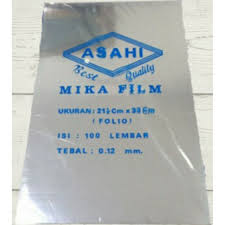 ASAHI
Best Quality
MIKA FILM
UKURAN: 21½ Cm x 33 Cm
(FOLIO)
ISI : 100 LEMBAR
TEBAL : 0.12 mm.